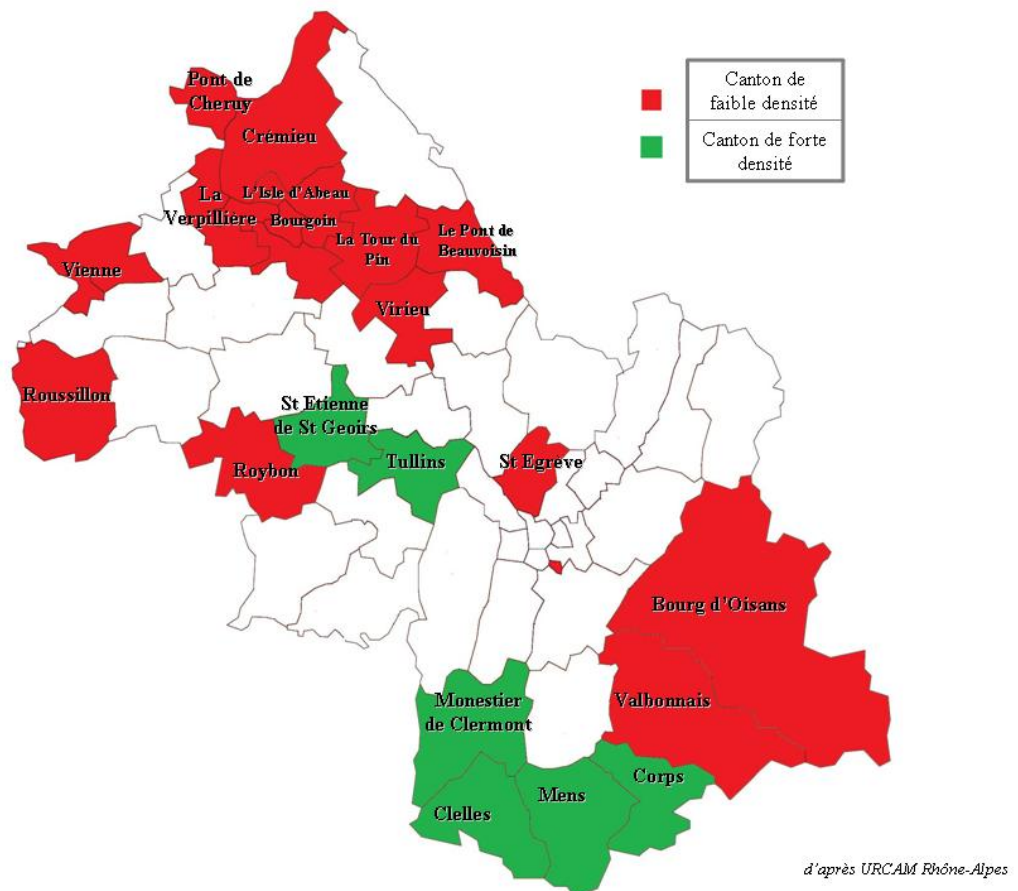 Pont de
Cheruy
Crémieu
L'Isle d'Abeau
La
Verpillière
Bourgoin
La Tour du
Pin
Le Pont de
Beauvoisin
Vienne
Virieu
Roussillon
St Etienne
de St Geoirs
Roybon
Tullins
St Egrève
Bourg d'Oisans
Valbonnais
Monestier
de Clermont
Corps
Mens
Clelles
Canton de
faible densité
Canton de forte
densité
d'après URCAM Rhône-Alpes